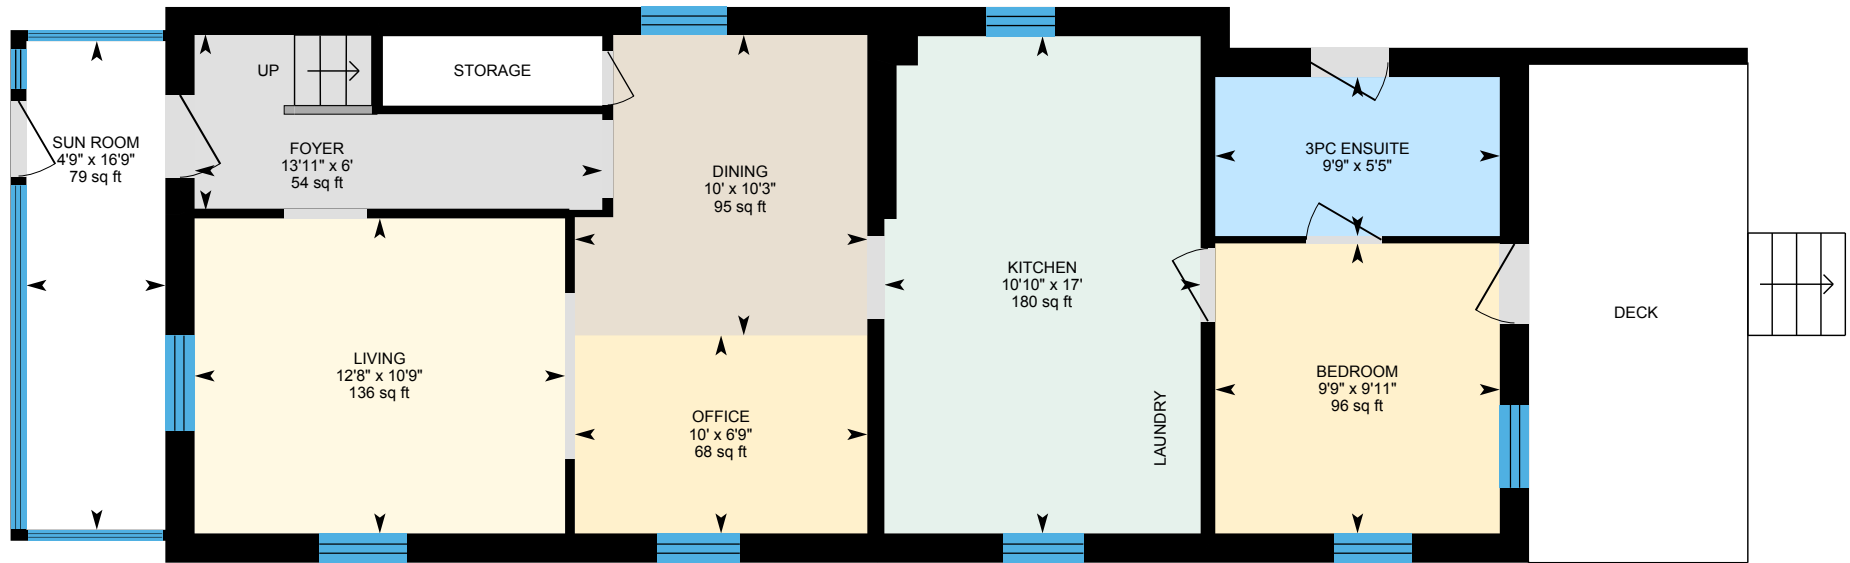 UP
STORAGE
SUN ROOM
4'9" x 16'9"
79 sq ft
FOYER
13'11" x 6'
54 sq ft
DINING
10' x 10'3"
95 sq ft
3PC ENSUITE
9'9" x 5'5"
KITCHEN
10'10" x 17'
180 sq ft
DECK
LIVING
12'8" x 10'9"
136 sq ft
BEDROOM
9'9" x 9'11"
96 sq ft
OFFICE
10' x 6'9"
68 sq ft
LAUNDRY